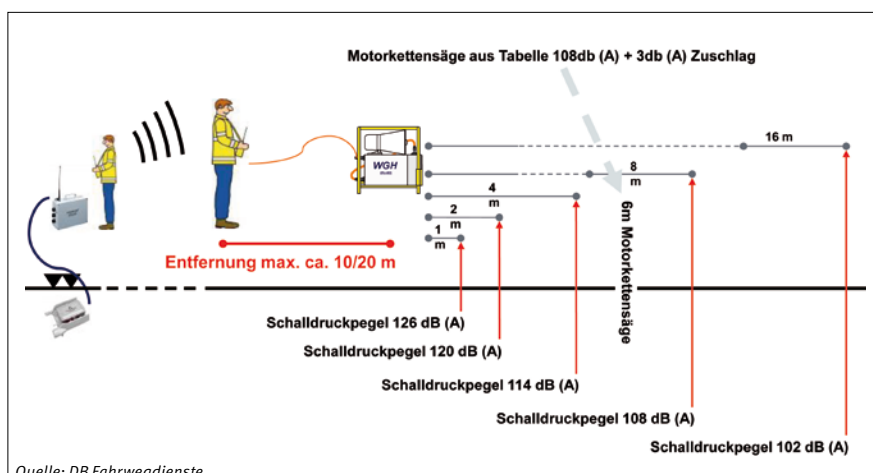 Motorkettensäge aus Tabelle 108db (A) + 3db (A) Zuschlag
16 m
8
m
4
m
2
m
1
m
WGH
6m Motorkettensäge
Entfernung max. ca. 10/20 m
Schalldruckpegel 126 dB (A)
Schalldruckpegel 120 dB (A)
Schalldruckpegel 114 dB (A)
Schalldruckpegel 108 dB (A)
Schalldruckpegel 102 dB (A)
Quelle: DB Fahrwegdienste